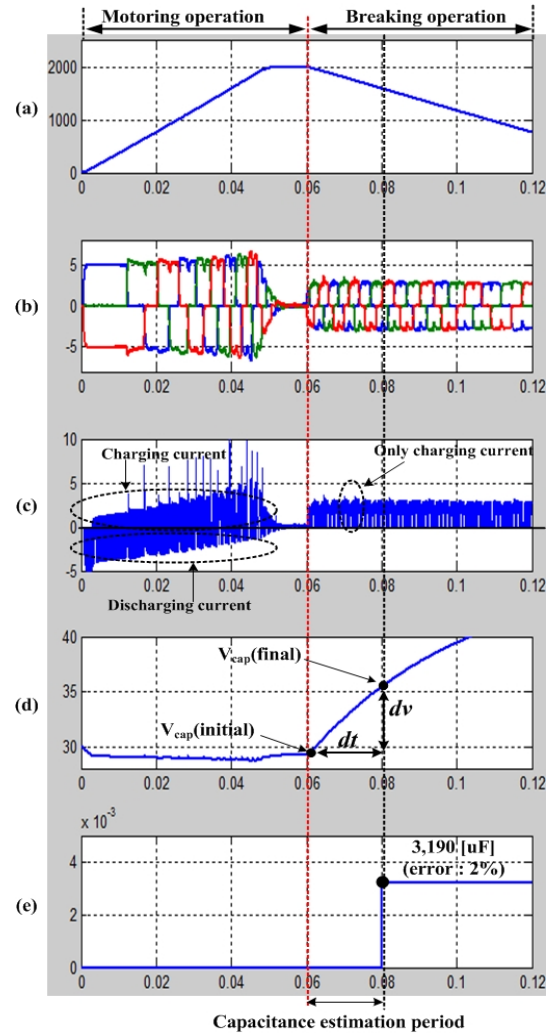 Motoring operation
Breaking operation
(a)
2000
1000
0
0 0.02 0.04 0.06 0.08 0.1 0.12
(b)
5
0
-5
0 0.02 0.04 0.06 0.08 0.1 0.12
(c)
10
5
0
-5
Charging current
Only charging current
Discharging current
0 0.02 0.04 0.06 0.08 0.1 0.12
(d)
40
35
30
Vcap(final)
Vcap(initial)
dv
dt
0 0.02 0.04 0.06 0.08 0.1 0.12
(e)
x 10-3
4
2
0
3,190 [uF]
(error : 2%)
0 0.02 0.04 0.06 0.08 0.1 0.12
Capacitance estimation period